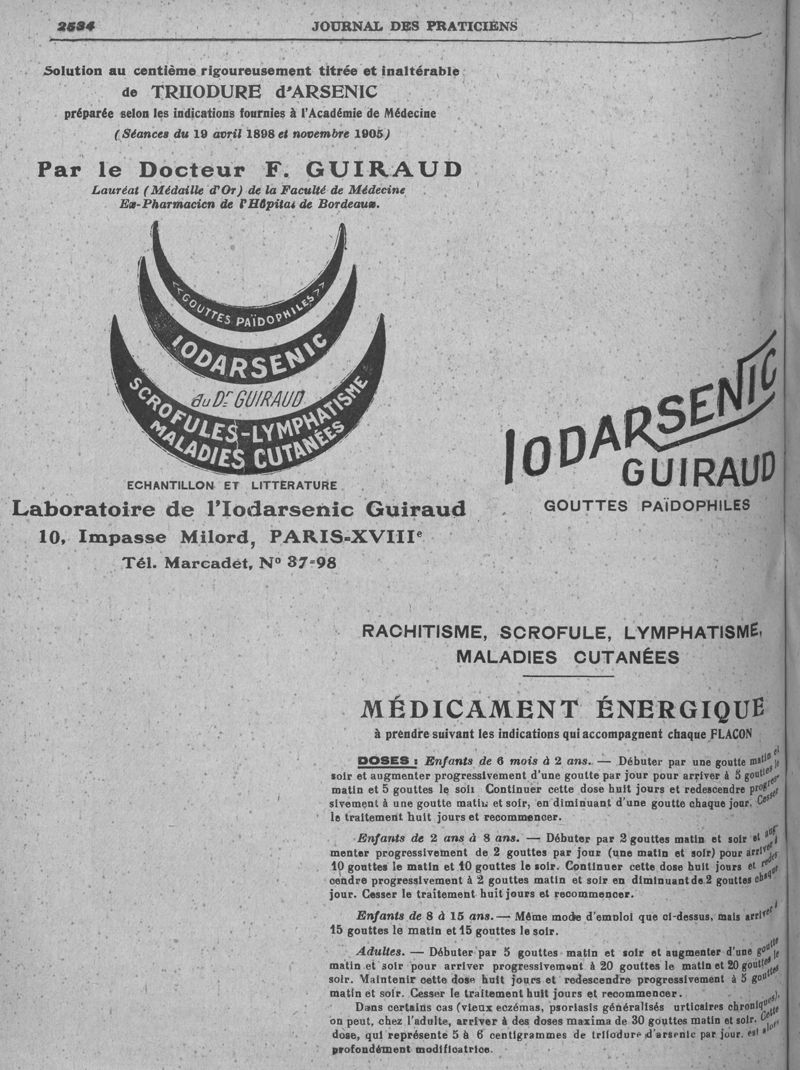 2534
JOURNAL DES PRATICIENS
Solution au centième rigoureusement titrée et inaltérable
de TRIIODURE d'ARSENIC
préparée selon les indications fournies à l'Académie de Médecine
(Séances du 19 avril 1898 et novembre 1905)
Par le Docteur F. GUIRAUD
Lauréat (Médaille d'Or) de la Faculté de Médecine
Ex-Pharmacien de l'Hôpital de Bordeaux.
<<GOUTTES PAÏDOPHILES>>
IODARSENIC
du Dr GUIRAUD
SCROFULES-LYMPHATISME
MALADIES CUTANÉES
ECHANTILLON ET LITTÉRATURE
Laboratoire de l'Iodarsenic Guiraud
10, Impasse Milord, PARIS-XVIIIe
Tél. Marcadet, No 37-98
IODARSENIC
GUIRAUD
GOUTTES PAÏDOPHILES
RACHITISME, SCROFULE, LYMPHATISME,
MALADIES CUTANÉES
MÉDICAMENT ÉNERGIQUE
à prendre suivant les indications qui accompagnent chaque FLACON
DOSES : Enfants de 6 mois à 2 ans. — Débuter par une goutte matin et
soir et augmenter progressivement d'une goutte par jour pour arriver à 5 gouttes le
matin et 5 gouttes le soir. Continuer cette dose huit jours et redescendre progres-
sivement à une goutte matin et soir, en diminuant d'une goutte chaque jour. Cesser
le traitement huit jours et recommencer.
Enfants de 2 ans à 8 ans. — Débuter par 2 gouttes matin et soir et aug-
menter progressivement de 2 gouttes par jour (une matin et soir) pour arriver à
10 gouttes le matin et 10 gouttes le soir. Continuer cette dose huit jours et redes-
cendre progressivement à 2 gouttes matin et soir en diminuant de 2 gouttes chaque
jour. Cesser le traitement huit jours et recommencer.
Enfants de 8 à 15 ans. — Même mode d'emploi que ci-dessus, mais arriver à
15 gouttes le matin et 15 gouttes le soir.
Adultes. — Débuter par 5 gouttes matin et soir et augmenter d'une goutte
matin et soir pour arriver progressivement à 20 gouttes le matin et 20 gouttes le
soir. Maintenir cette dose huit jours et redescendre progressivement à 5 gouttes
matin et soir. Cesser le traitement huit jours et recommencer.
Dans certains cas (vieux eczémas, psoriasis généralisés urticaires chroniques),
on peut, chez l'adulte, arriver à des doses maxima de 30 gouttes matin et soir. Cette
dose, qui représente 5 à 6 centigrammes de triiodure d'arsenic par jour. est alors
profondément modificatrice.